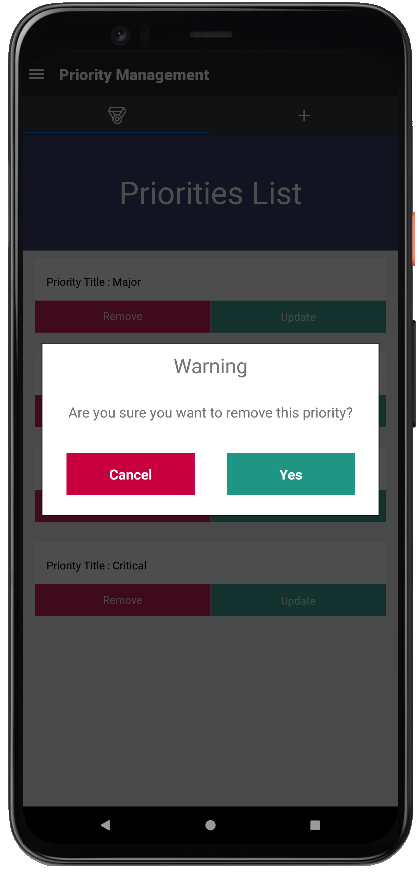 Priority Management
Priorities List
Priority Title : Major
Remove
Update
Warning
Are you sure you want to remove this priority?
Cancel
Yes
Priority Title : Critical
Remove
Update